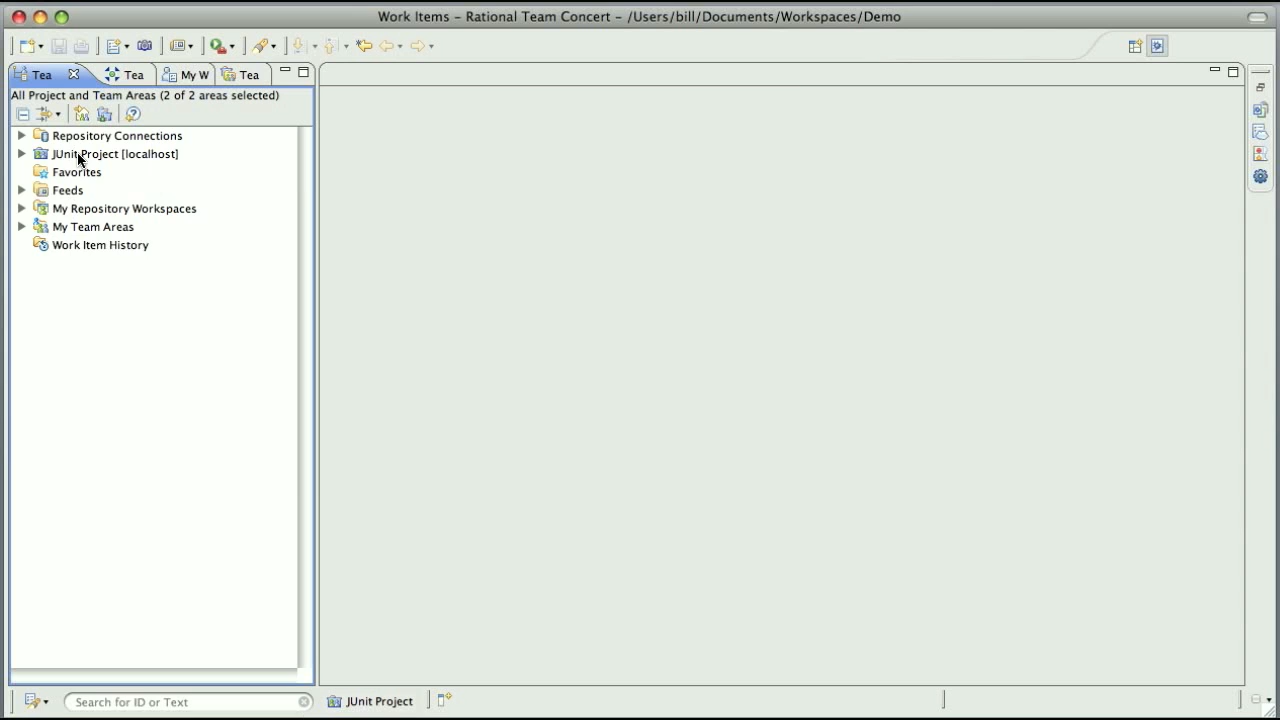 Work Items – Rational Team Concert – /Users/bill/Documents/Workspaces/Demo
Tea Tea My W Tea
All Project and Team Areas (2 of 2 areas selected)
Repository Connections
JUnit Project [localhost]
Favorites
Feeds
My Repository Workspaces
My Team Areas
Work Item History
Search for ID or Text JUnit Project